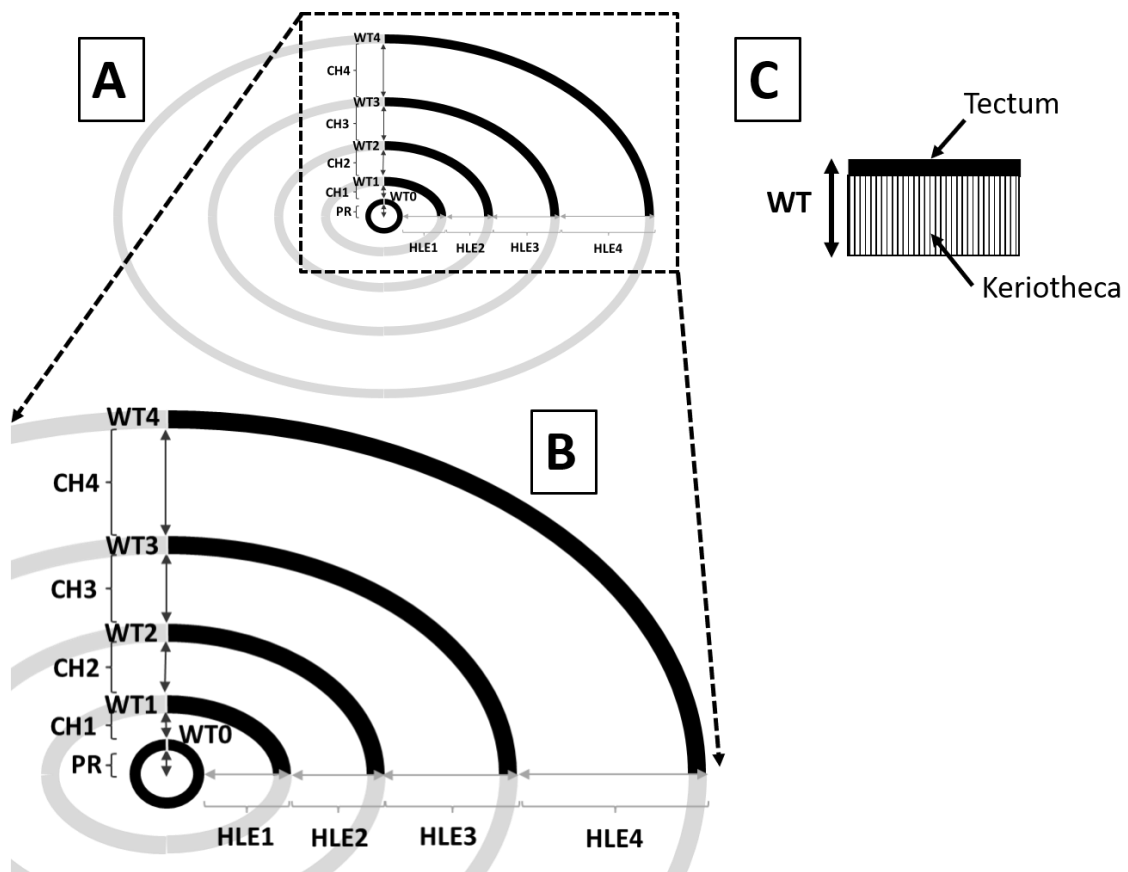 A
WT4
CH4
WT3
CH3
WT2
CH2
WT1
CH1
WT0
PR
HLE1 HLE2 HLE3 HLE4
C
Tectum
WT
Keriotheca
B
WT4
CH4
WT3
CH3
WT2
CH2
WT1
CH1
WT0
PR
HLE1 HLE2 HLE3 HLE4